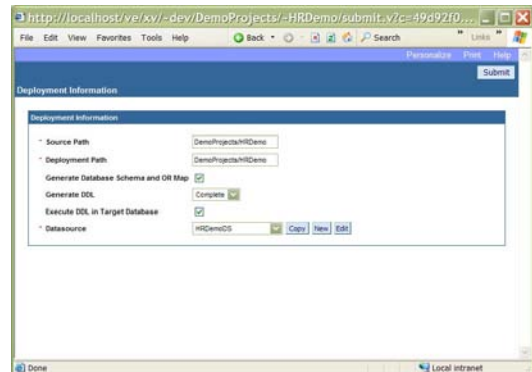 http://localhost/ve/xv/~dev/DemoProjects/~HRDemo/submit.v?c=49d92f0...
File Edit View Favorites Tools Help Back Search Links
Personalize Print Help
Submit
Deployment Information
Deployment Information
* Source Path DemoProjects/HRDemo
* Deployment Path DemoProjects/HRDemo
Generate Database Schema and OR Map
Generate DDL Complete
Execute DDL in Target Database
* Datasource HRDemoDS Copy New Edit
Done Local intranet